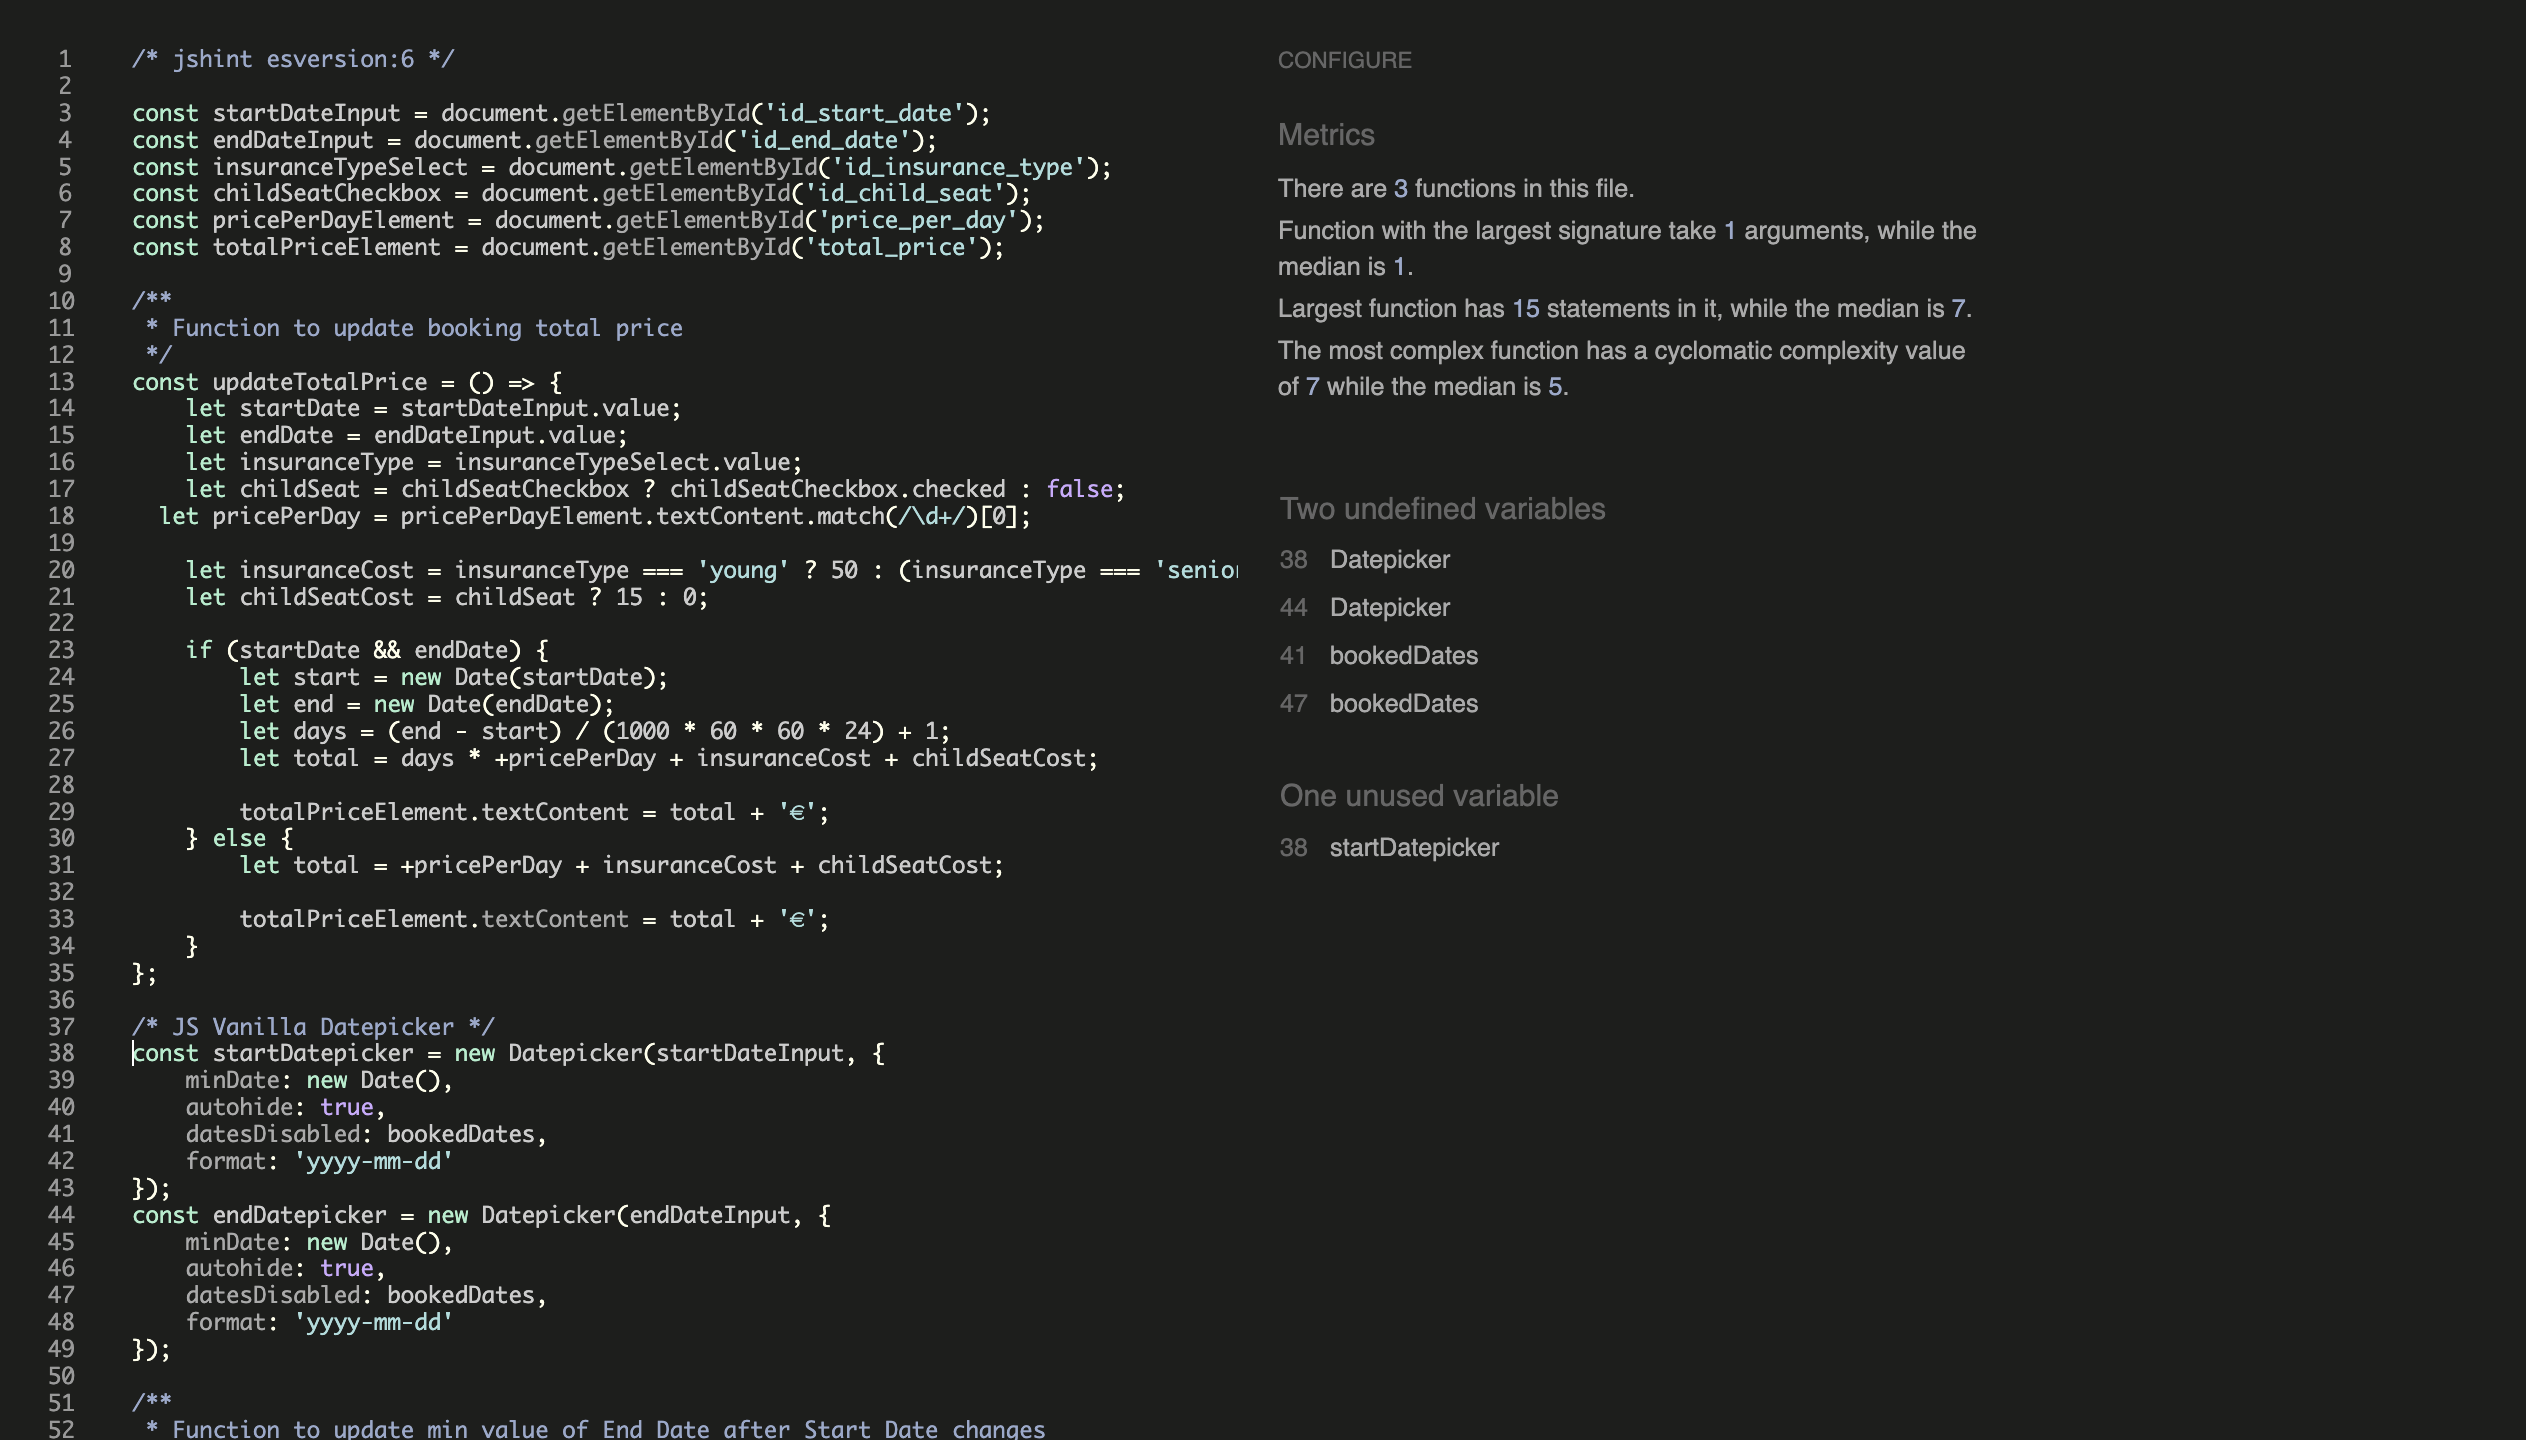 1 /* jshint esversion:6 */
2
3 const startDateInput = document.getElementById('id_start_date');
4 const endDateInput = document.getElementById('id_end_date');
5 const insuranceTypeSelect = document.getElementById('id_insurance_type');
6 const childSeatCheckbox = document.getElementById('id_child_seat');
7 const pricePerDayElement = document.getElementById('price_per_day');
8 const totalPriceElement = document.getElementById('total_price');
9
10 /**
11  * Function to update booking total price
12  */
13 const updateTotalPrice = () => {
14     let startDate = startDateInput.value;
15     let endDate = endDateInput.value;
16     let insuranceType = insuranceTypeSelect.value;
17     let childSeat = childSeatCheckbox ? childSeatCheckbox.checked : false;
18   let pricePerDay = pricePerDayElement.textContent.match(/\d+/)[0];
19
20     let insuranceCost = insuranceType === 'young' ? 50 : (insuranceType === 'senior
21     let childSeatCost = childSeat ? 15 : 0;
22
23     if (startDate && endDate) {
24         let start = new Date(startDate);
25         let end = new Date(endDate);
26         let days = (end - start) / (1000 * 60 * 60 * 24) + 1;
27         let total = days * +pricePerDay + insuranceCost + childSeatCost;
28
29         totalPriceElement.textContent = total + '€';
30     } else {
31         let total = +pricePerDay + insuranceCost + childSeatCost;
32
33         totalPriceElement.textContent = total + '€';
34     }
35 };
36
37 /* JS Vanilla Datepicker */
38 const startDatepicker = new Datepicker(startDateInput, {
39     minDate: new Date(),
40     autohide: true,
41     datesDisabled: bookedDates,
42     format: 'yyyy-mm-dd'
43 });
44 const endDatepicker = new Datepicker(endDateInput, {
45     minDate: new Date(),
46     autohide: true,
47     datesDisabled: bookedDates,
48     format: 'yyyy-mm-dd'
49 });
50
51 /**
52  * Function to update min value of End Date after Start Date changes
CONFIGURE
Metrics
There are 3 functions in this file.
Function with the largest signature take 1 arguments, while the
median is 1.
Largest function has 15 statements in it, while the median is 7.
The most complex function has a cyclomatic complexity value
of 7 while the median is 5.
Two undefined variables
38 Datepicker
44 Datepicker
41 bookedDates
47 bookedDates
One unused variable
38 startDatepicker